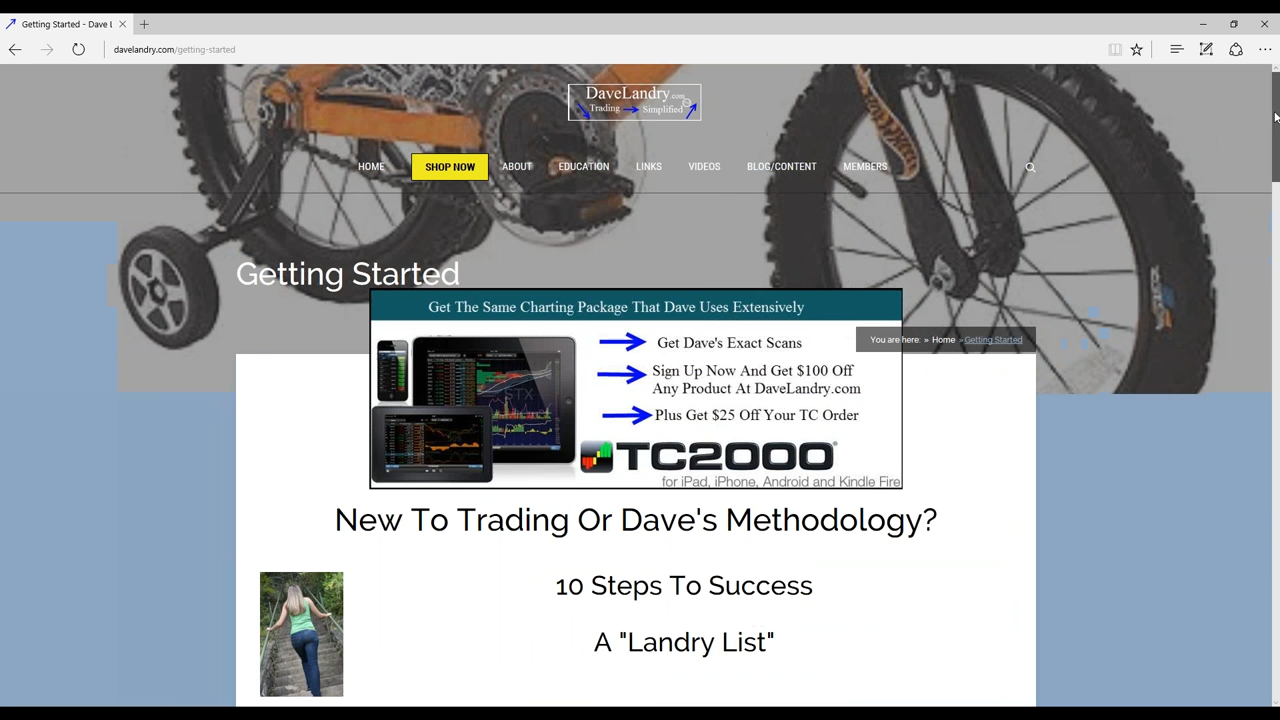 Getting Started - Dave L
davelandry.com/getting-started
DaveLandry.com
Trading Simplified
HOME SHOP NOW ABOUT EDUCATION LINKS VIDEOS BLOG/CONTENT MEMBERS
Getting Started
Get The Same Charting Package That Dave Uses Extensively
You are here: » Home » Getting Started
Get Dave's Exact Scans
Sign Up Now And Get $100 Off
Any Product At DaveLandry.com
Plus Get $25 Off Your TC Order
TC2000®
for iPad, iPhone, Android and Kindle Fire
New To Trading Or Dave's Methodology?
10 Steps To Success
A "Landry List"